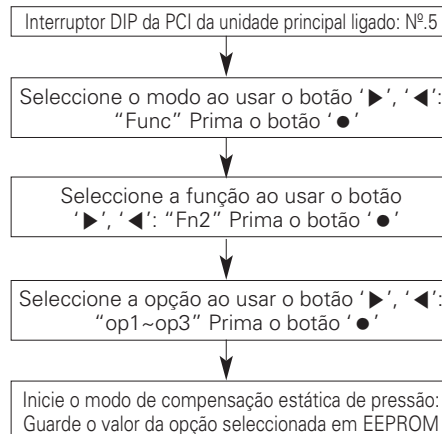 Interruptor DIP da PCI da unidade principal ligado: Nº.5
Seleccione o modo ao usar o botão ‘▶’, ‘◀’:
“Func” Prima o botão ‘●’
Seleccione a função ao usar o botão
‘▶’, ‘◀’: “Fn2” Prima o botão ‘●’
Seleccione a opção ao usar o botão ‘▶’, ‘◀’:
“op1~op3” Prima o botão ‘●’
Inicie o modo de compensação estática de pressão:
Guarde o valor da opção seleccionada em EEPROM